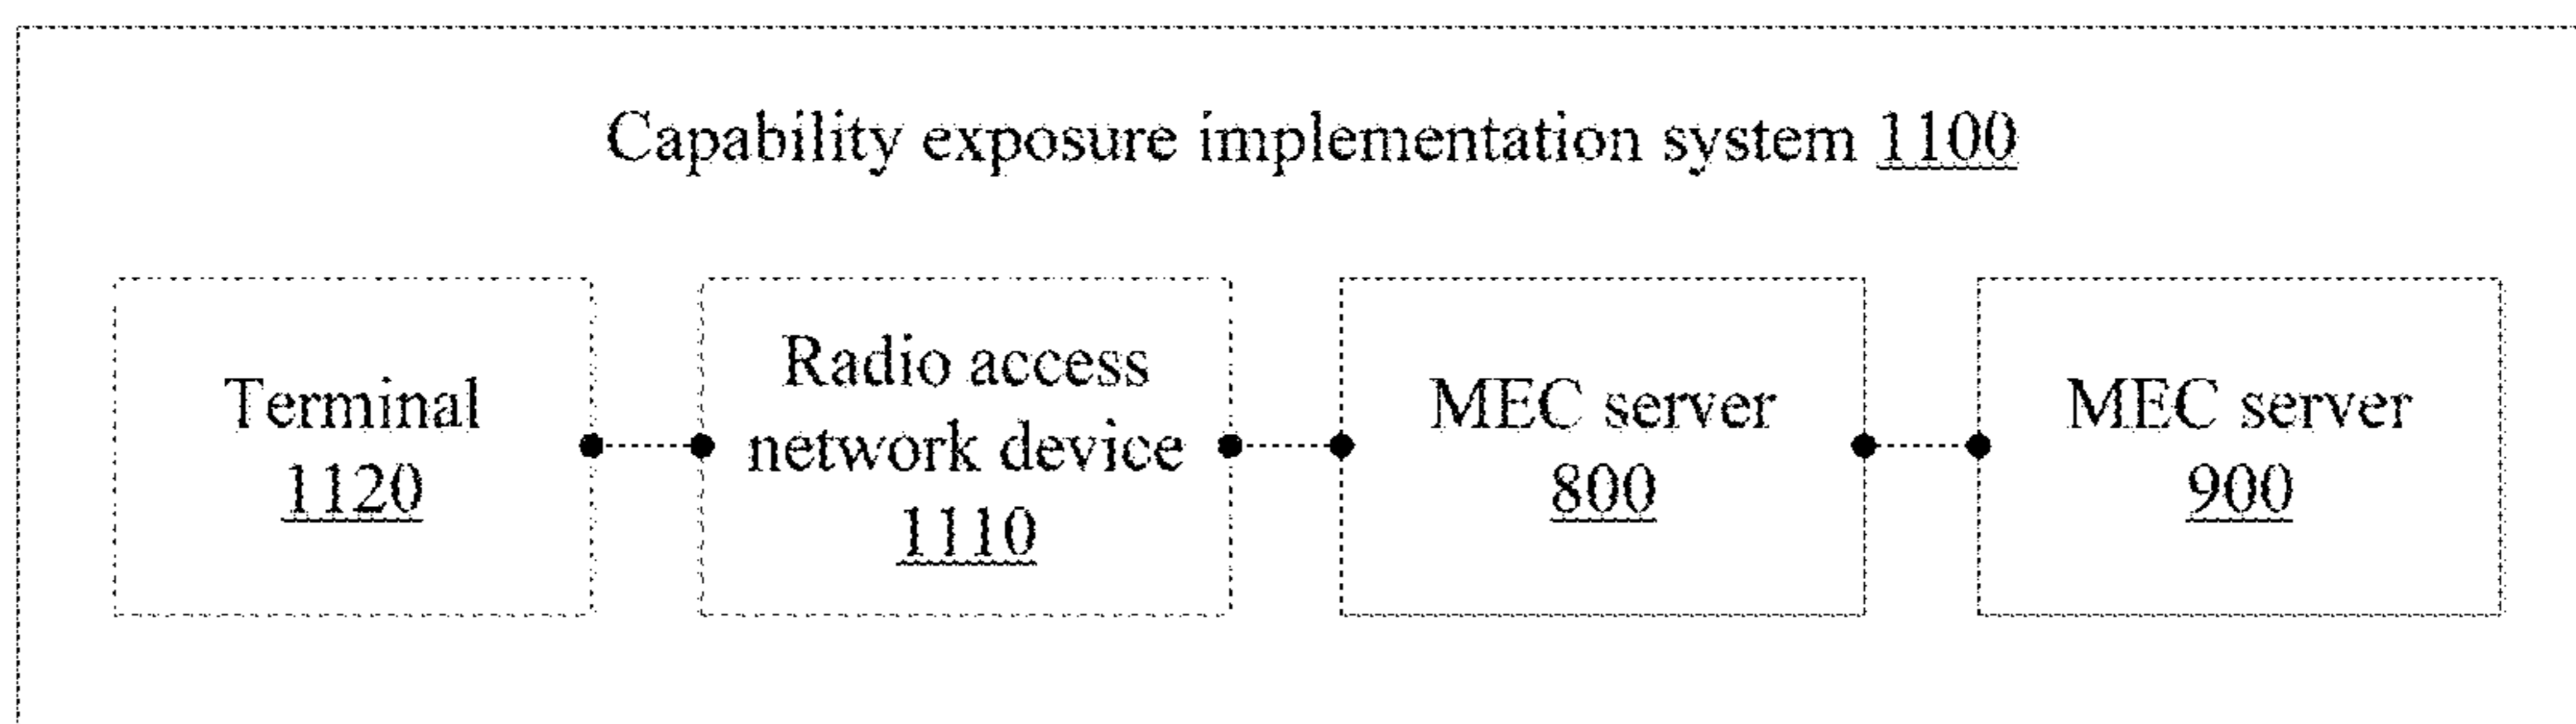 Capability exposure implementation system 1100
Terminal
1120
Radio access
network device
1110
MEC server
800
MEC server
900